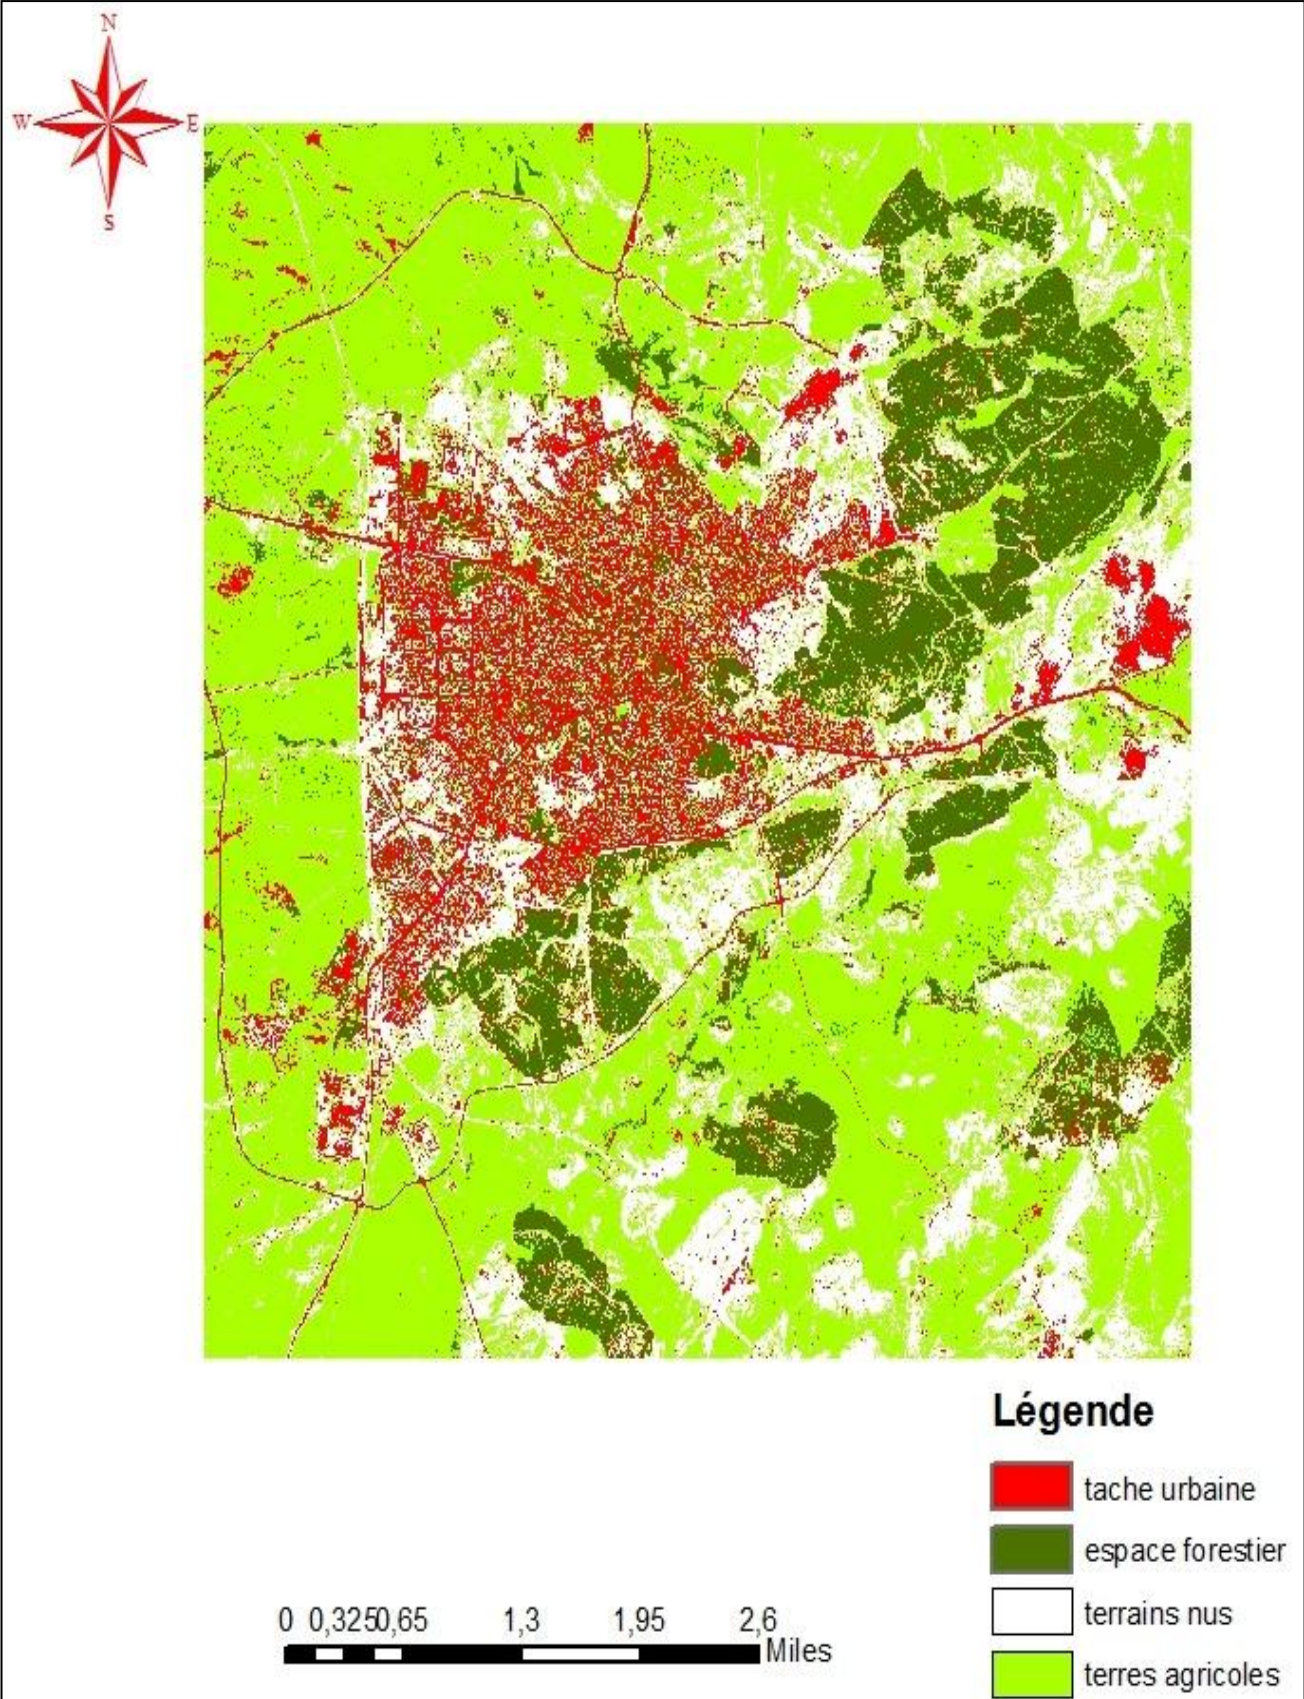 N
W E
S
Légende
tache urbaine
espace forestier
terrains nus
terres agricoles
0 0,3250,65 1,3 1,95 2,6
Miles